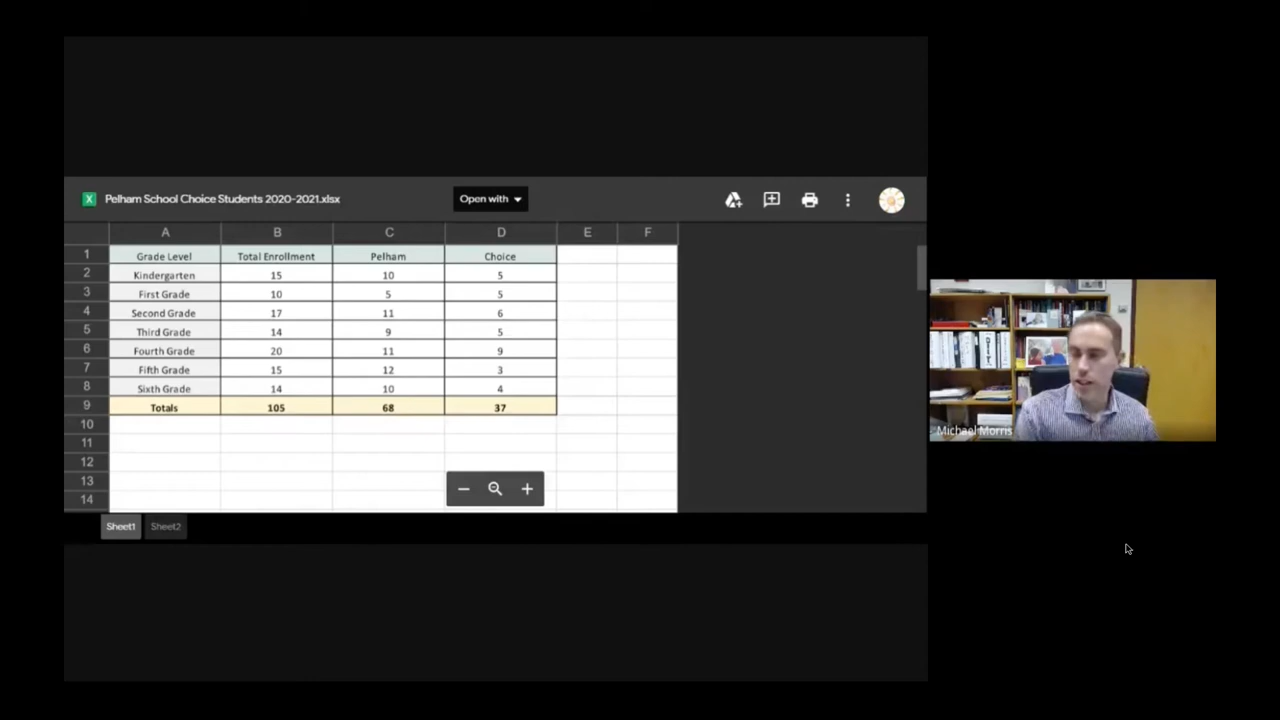 Pelham School Choice Students 2020-2021.xlsx
Open with
A B C D E F
1 Grade Level Total Enrollment Pelham Choice
2 Kindergarten 15 10 5
3 First Grade 10 5 5
4 Second Grade 17 11 6
5 Third Grade 14 9 5
6 Fourth Grade 20 11 9
7 Fifth Grade 15 12 3
8 Sixth Grade 14 10 4
9 Totals 105 68 37
10
11
12
13
14
Sheet1 Sheet2
Michael Morris